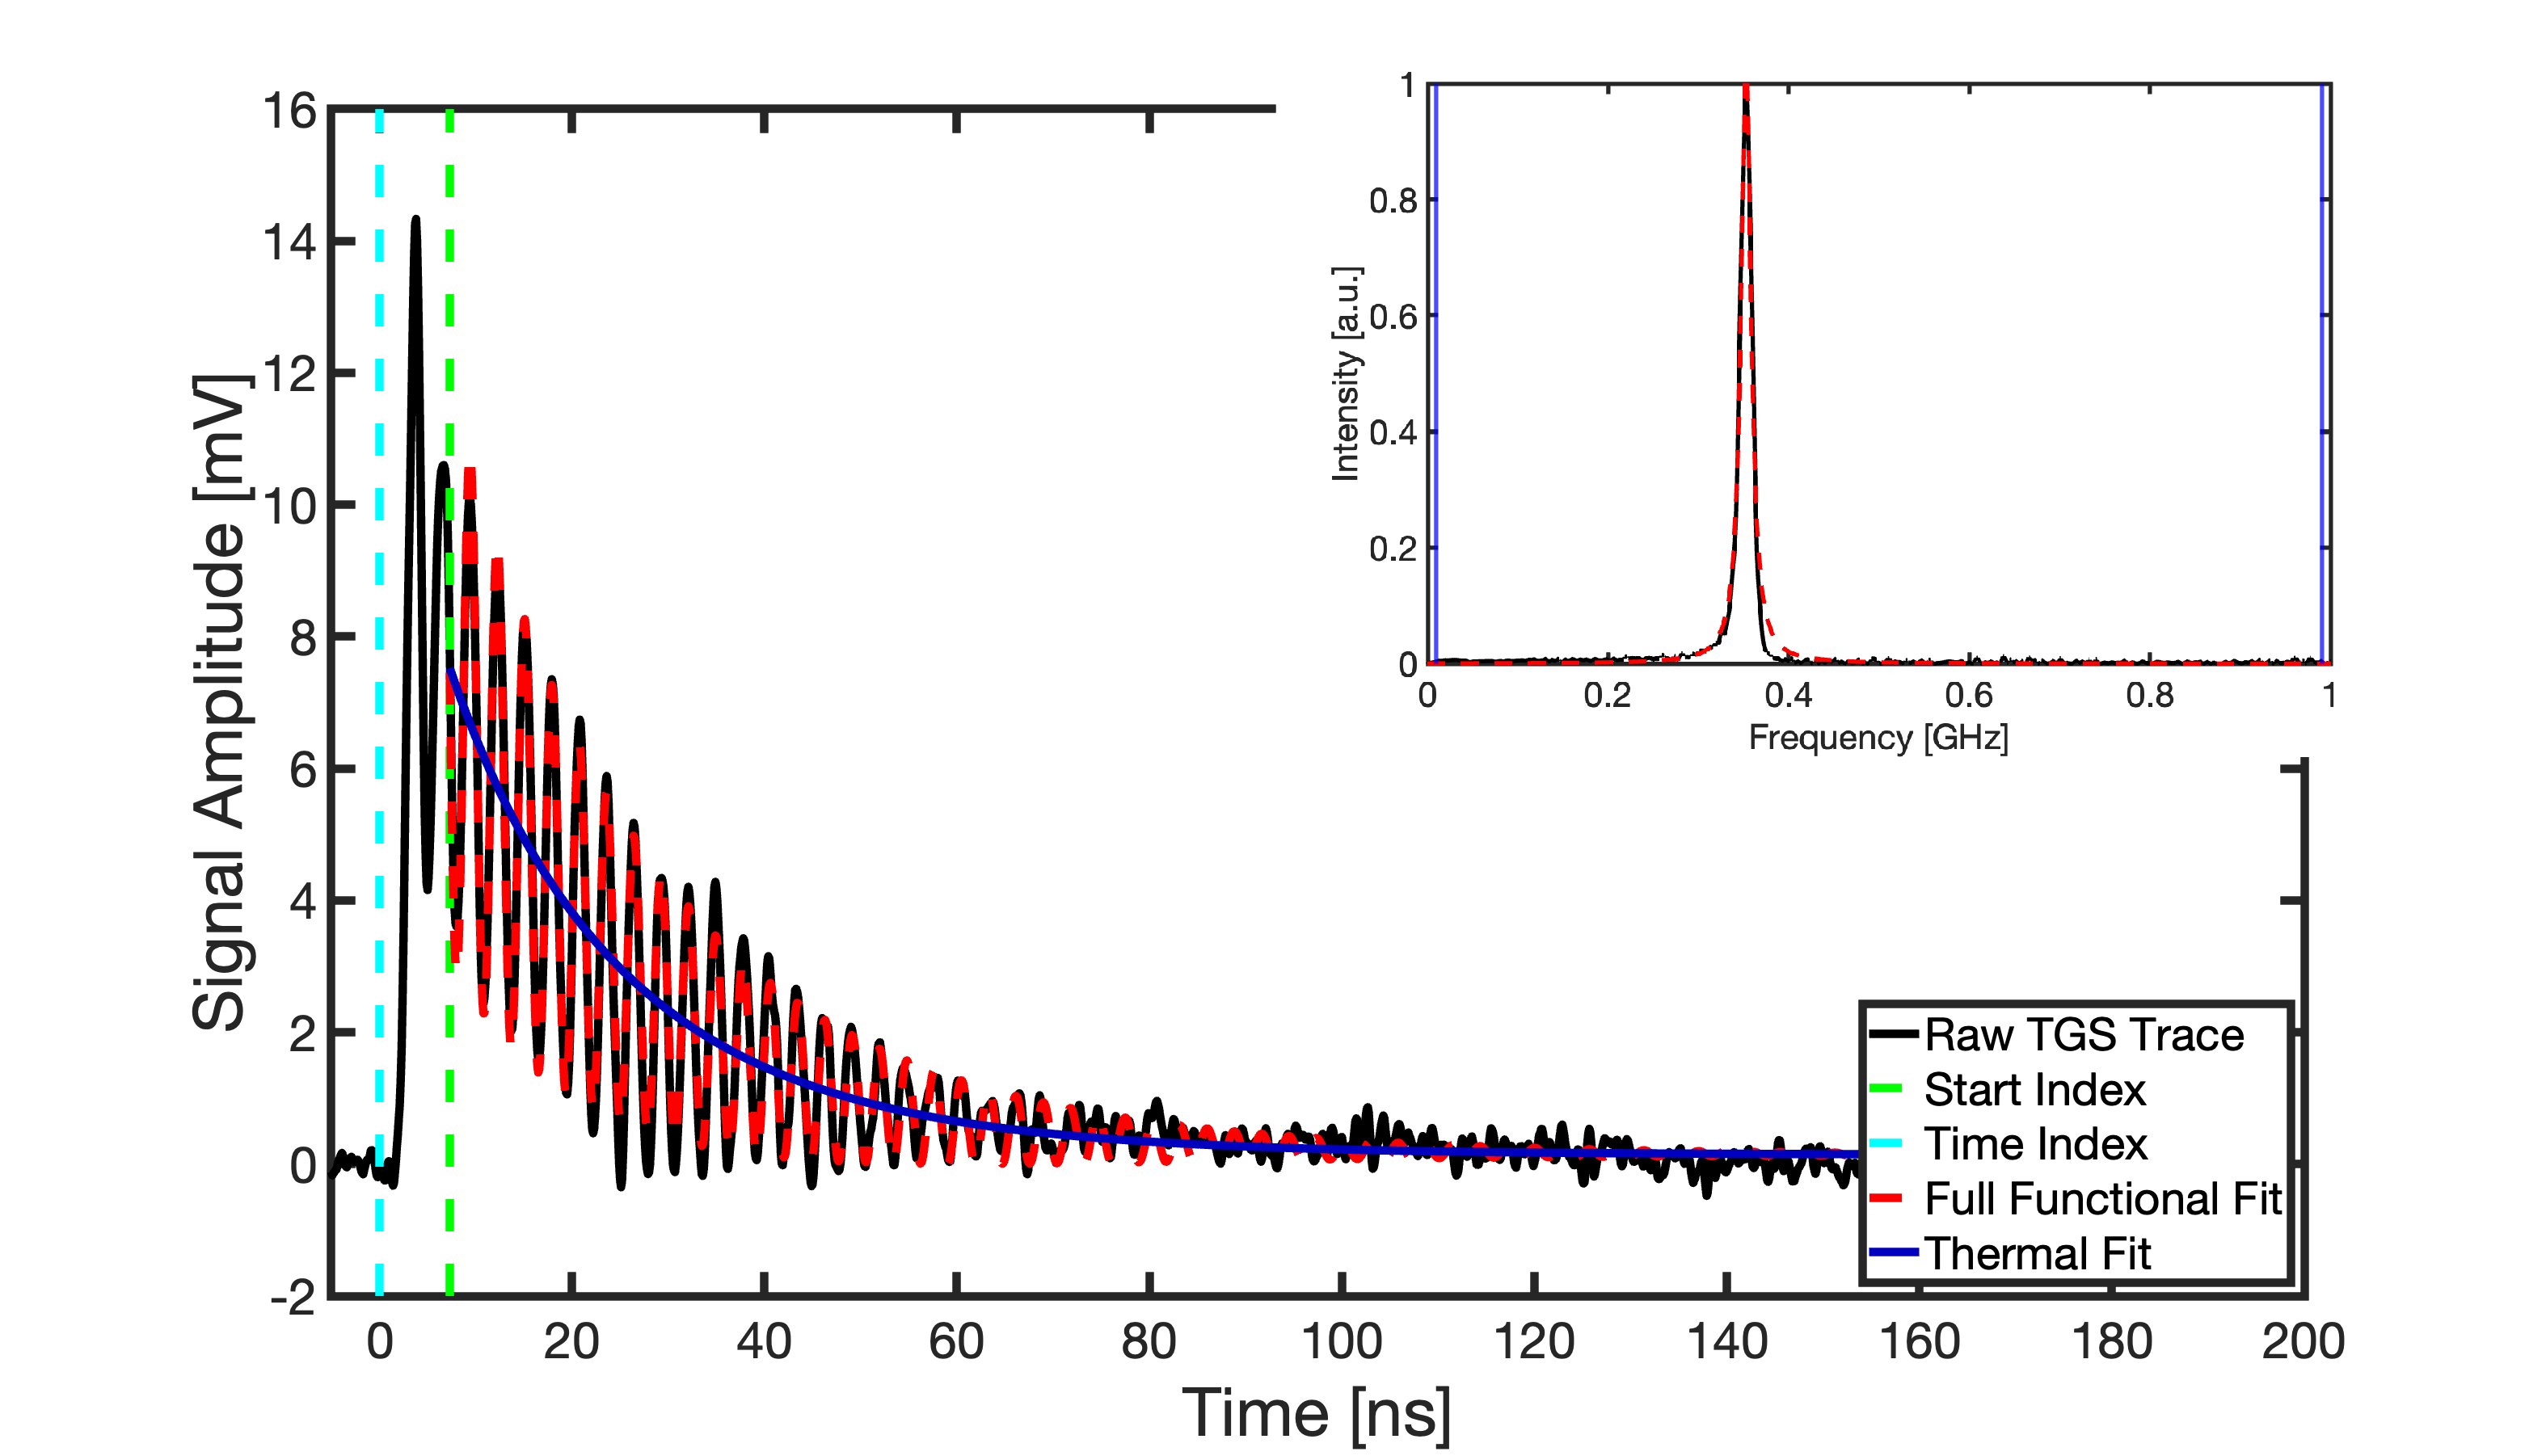 16
14
12
10
8
6
4
2
0
-2
Signal Amplitude [mV]
0 20 40 60 80 100 120 140 160 180 200
Time [ns]
1
0.8
0.6
0.4
0.2
0
Intensity [a.u.]
0 0.2 0.4 0.6 0.8 1
Frequency [GHz]
Raw TGS Trace
Start Index
Time Index
Full Functional Fit
Thermal Fit